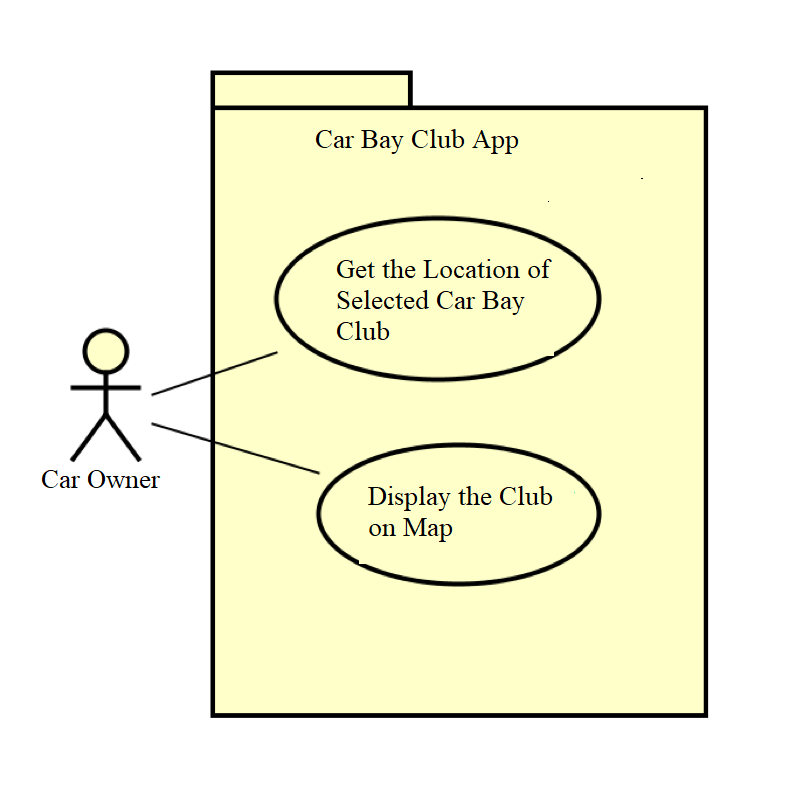 Car Bay Club App
Get the Location of
Selected Car Bay
Club
Car Owner
Display the Club
on Map